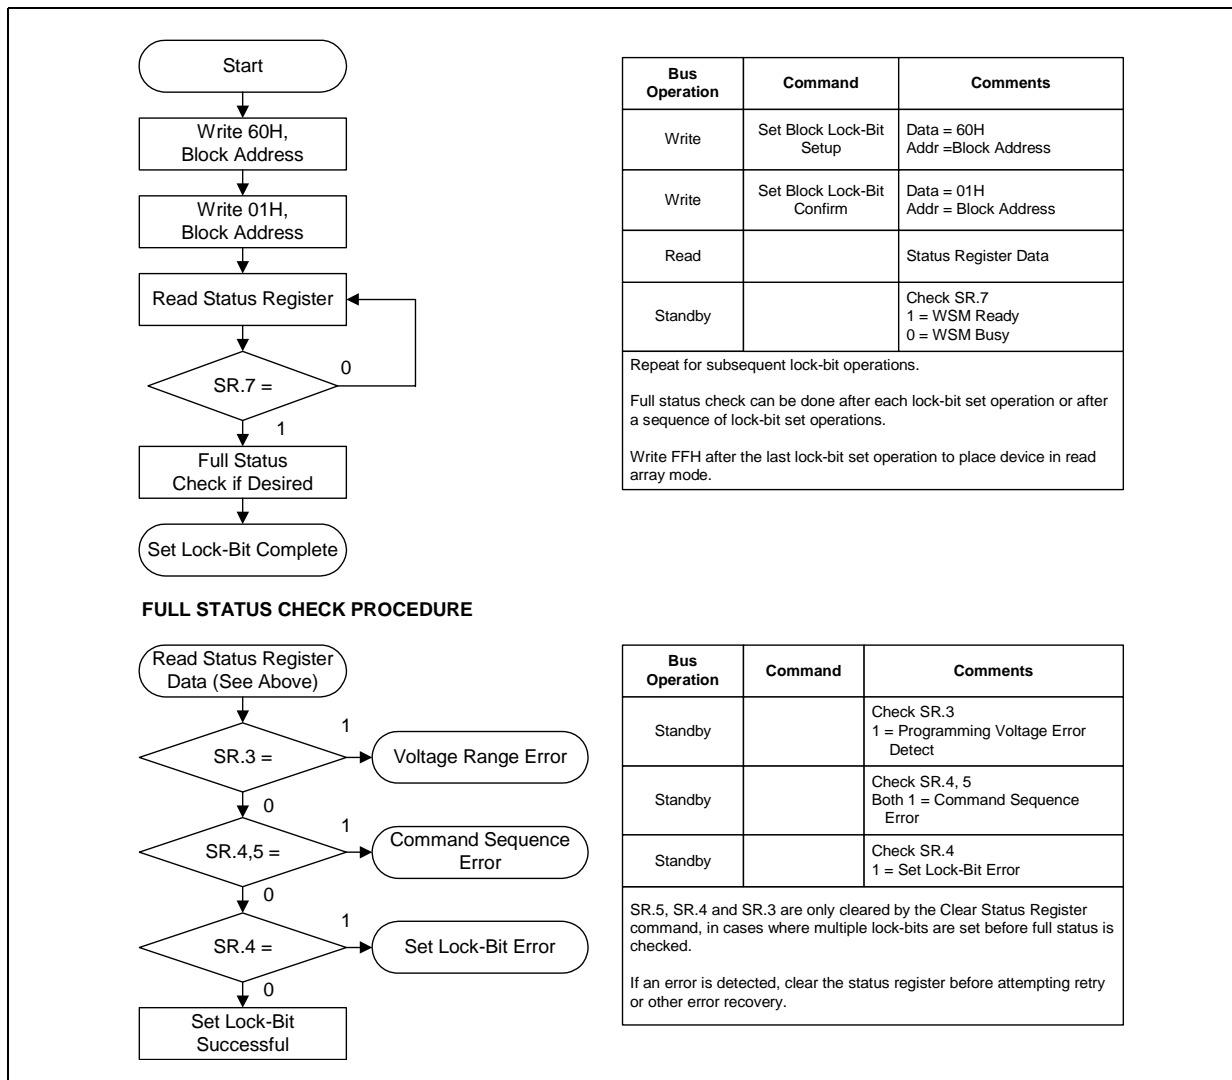 Start
Write 60H,
Block Address
Write 01H,
Block Address
Read Status Register
SR.7 =
0
1
Full Status
Check if Desired
Set Lock-Bit Complete
Bus
Operation
Command
Comments
Write
Set Block Lock-Bit
Setup
Data = 60H
Addr =Block Address
Write
Set Block Lock-Bit
Confirm
Data = 01H
Addr = Block Address
Read
Status Register Data
Standby
Check SR.7
1 = WSM Ready
0 = WSM Busy
Repeat for subsequent lock-bit operations.
Full status check can be done after each lock-bit set operation or after
a sequence of lock-bit set operations.
Write FFH after the last lock-bit set operation to place device in read
array mode.
FULL STATUS CHECK PROCEDURE
Read Status Register
Data (See Above)
SR.3 =
1
Voltage Range Error
0
SR.4,5 =
1
Command Sequence
Error
0
SR.4 =
1
Set Lock-Bit Error
0
Set Lock-Bit
Successful
Bus
Operation
Command
Comments
Standby
Check SR.3
1 = Programming Voltage Error
Detect
Standby
Check SR.4, 5
Both 1 = Command Sequence
Error
Standby
Check SR.4
1 = Set Lock-Bit Error
SR.5, SR.4 and SR.3 are only cleared by the Clear Status Register
command, in cases where multiple lock-bits are set before full status is
checked.
If an error is detected, clear the status register before attempting retry
or other error recovery.